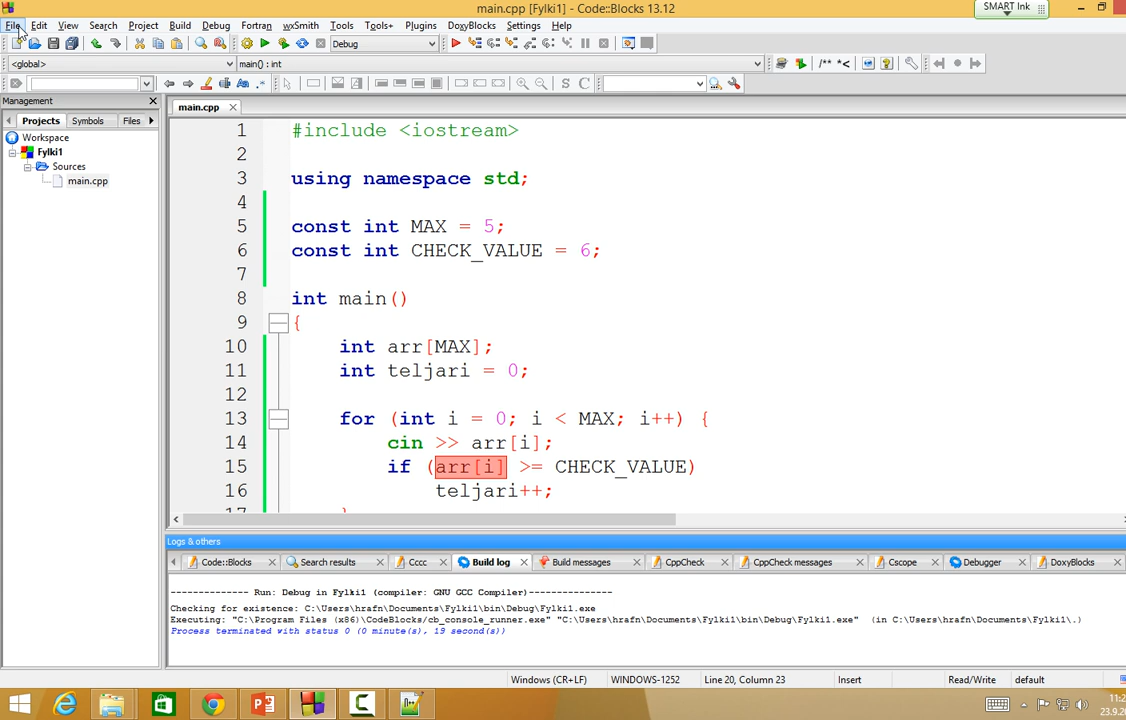 main.cpp [Fylki1] - Code::Blocks 13.12
SMART Ink
File Edit View Search Project Build Debug Fortran wxSmith Tools Tools+ Plugins DoxyBlocks Settings Help
Debug
<global> main() : int
/** *<
S C
Management
main.cpp
Projects Symbols Files
Workspace
Fylki1
Sources
main.cpp
1 #include <iostream>
2
3 using namespace std;
4
5 const int MAX = 5;
6 const int CHECK_VALUE = 6;
7
8 int main()
9 {
10 int arr[MAX];
11 int teljari = 0;
12
13 for (int i = 0; i < MAX; i++) {
14 cin >> arr[i];
15 if (arr[i] >= CHECK_VALUE)
16 teljari++;
17 }
Logs & others
Code::Blocks Search results Cccc Build log Build messages CppCheck CppCheck messages Cscope Debugger DoxyBlocks
-------------- Run: Debug in Fylki1 (compiler: GNU GCC Compiler)---------------
Checking for existence: C:\Users\hrafn\Documents\Fylki1\bin\Debug\Fylki1.exe
Executing: "C:\Program Files (x86)\CodeBlocks/cb_console_runner.exe" "C:\Users\hrafn\Documents\Fylki1\bin\Debug\Fylki1.exe" (in C:\Users\hrafn\Documents\Fylki1\.)
Process terminated with status 0 (0 minute(s), 19 second(s))
Windows (CR+LF) WINDOWS-1252 Line 20, Column 23 Insert Read/Write default